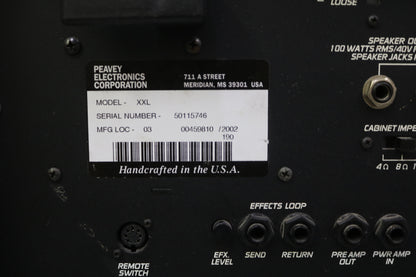 LOOSE
PEAVEY
ELECTRONICS
CORPORATION
711 A STREET
MERIDIAN, MS 39301 USA
MODEL - XXL
SERIAL NUMBER - 50115746
MFG LOC - 03 00459810 /2002
190
Handcrafted in the U.S.A.
SPEAKER
100 WATTS RMS/40V
SPEAKER JACKS
CABINET
4Ω 8Ω
EFFECTS LOOP
EFX.
LEVEL
SEND
RETURN
PRE AMP
OUT
PWR AMP
IN
REMOTE
SWITCH